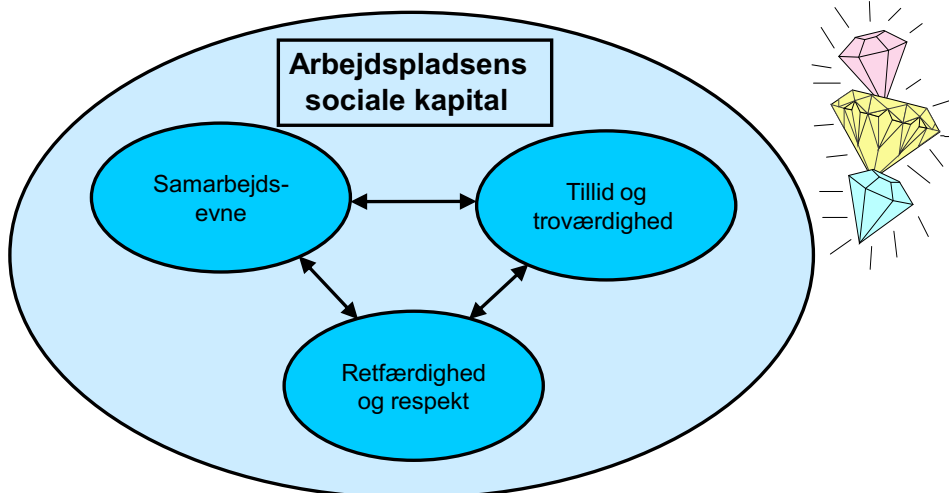 Arbejdspladsens
sociale kapital
Samarbejds-
evne
Tillid og
troværdighed
Retfærdighed
og respekt